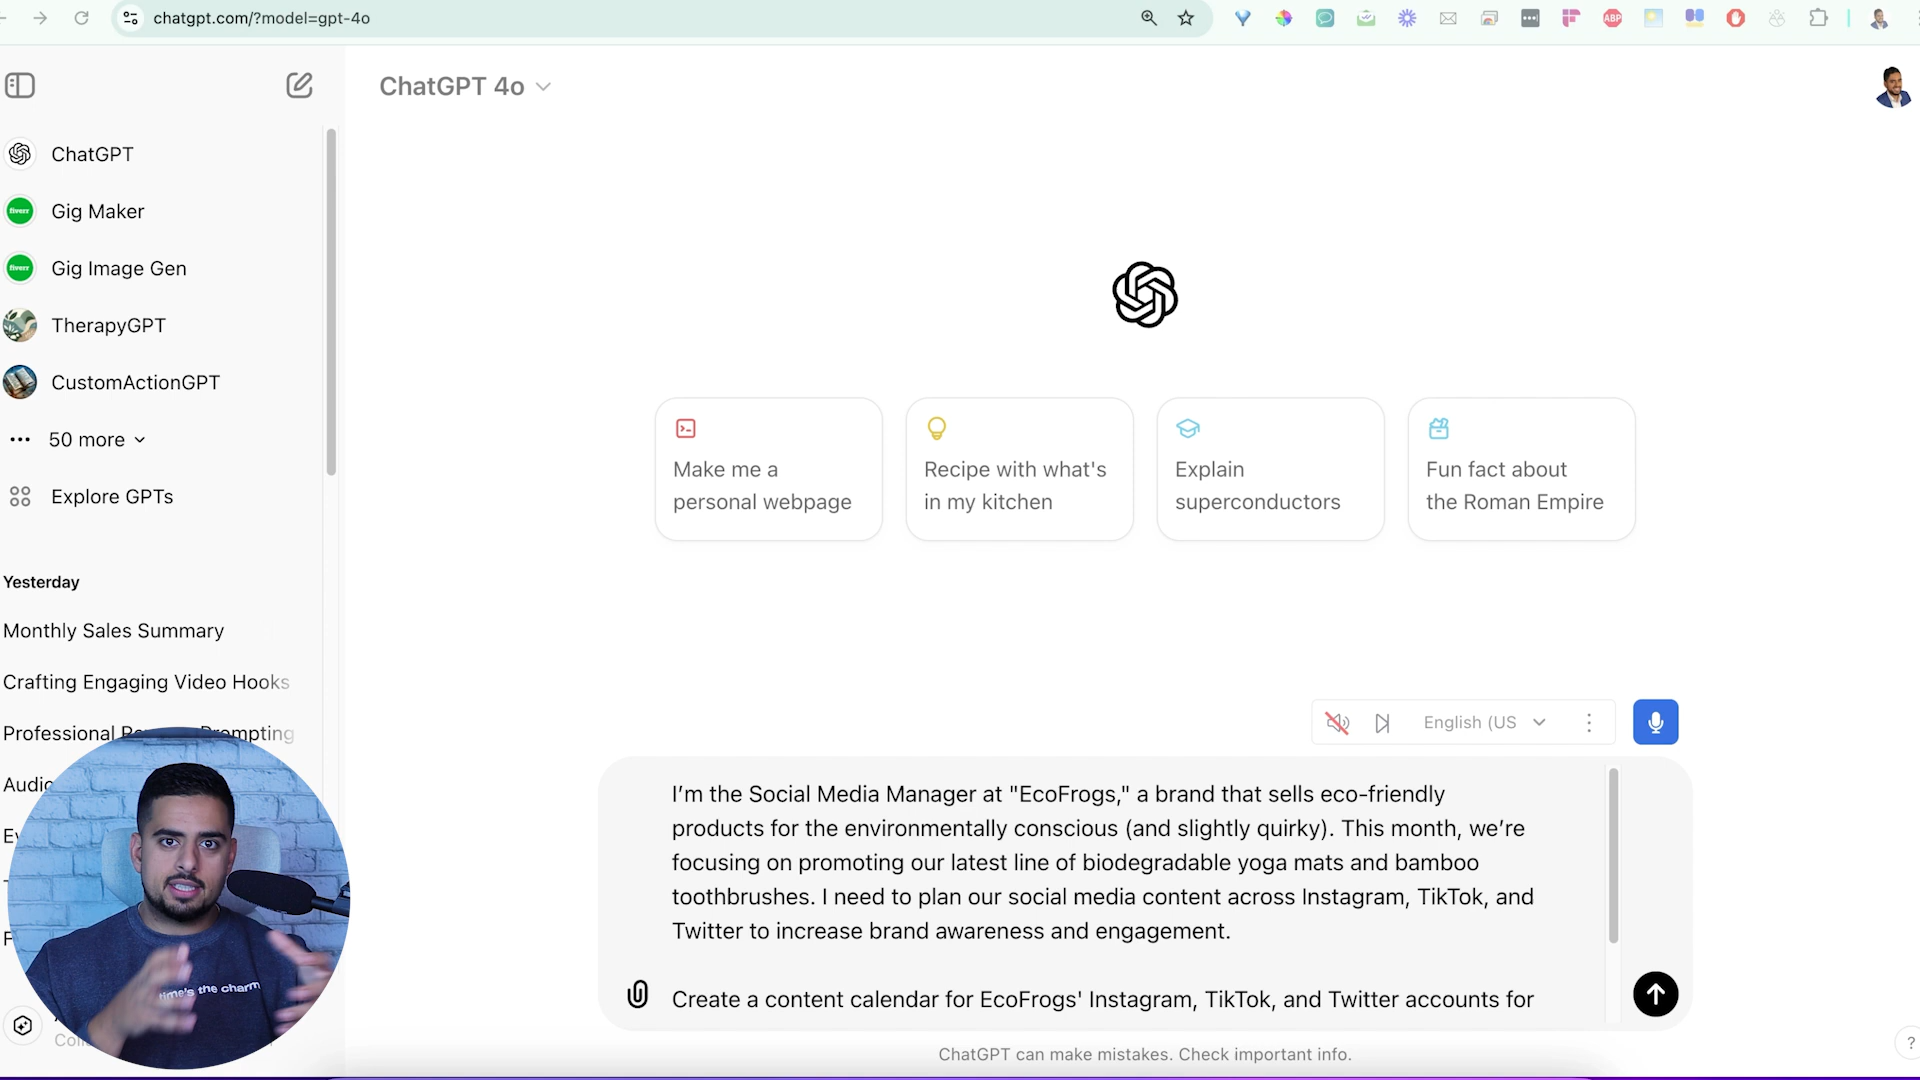 chatgpt.com/?model=gpt-4o
ABP
ChatGPT 4o
ChatGPT
fiverr
Gig Maker
fiverr
Gig Image Gen
TherapyGPT
CustomActionGPT
50 more
Explore GPTs
Yesterday
Monthly Sales Summary
Crafting Engaging Video Hooks
Professional
Make me a
personal webpage
Recipe with what's
in my kitchen
Explain
superconductors
Fun fact about
the Roman Empire
English (US
I'm the Social Media Manager at "EcoFrogs," a brand that sells eco-friendly
products for the environmentally conscious (and slightly quirky). This month, we're
focusing on promoting our latest line of biodegradable yoga mats and bamboo
toothbrushes. I need to plan our social media content across Instagram, TikTok, and
Twitter to increase brand awareness and engagement.
Create a content calendar for EcoFrogs' Instagram, TikTok, and Twitter accounts for
ChatGPT can make mistakes. Check important info.
?
time's the charm